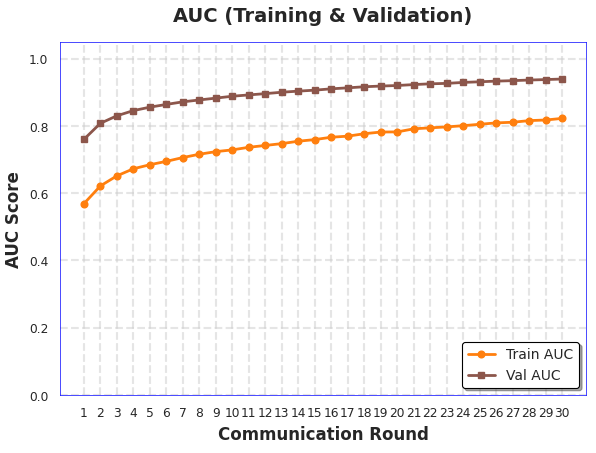 AUC (Training & Validation)
AUC Score
1.0
0.8
0.6
0.4
0.2
0.0
Train AUC
Val AUC
1 2 3 4 5 6 7 8 9 10 11 12 13 14 15 16 17 18 19 20 21 22 23 24 25 26 27 28 29 30
Communication Round